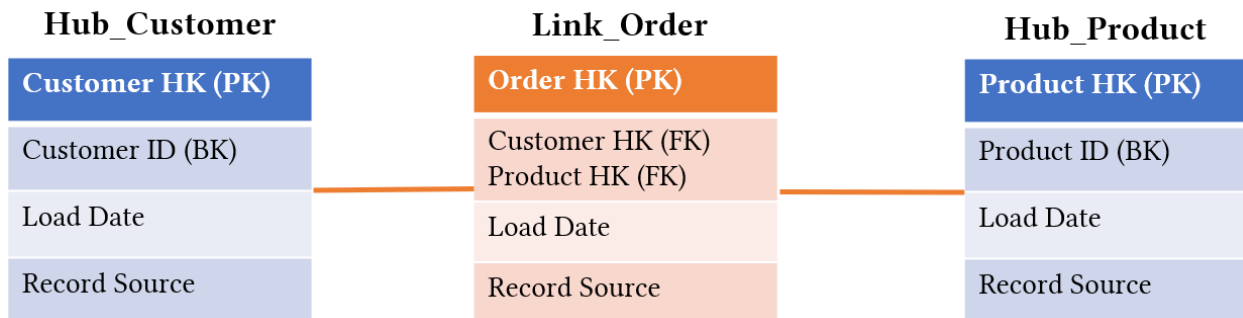 Hub_Customer
Customer HK (PK)
Customer ID (BK)
Load Date
Record Source
Link_Order
Order HK (PK)
Customer HK (FK)
Product HK (FK)
Load Date
Record Source
Hub_Product
Product HK (PK)
Product ID (BK)
Load Date
Record Source